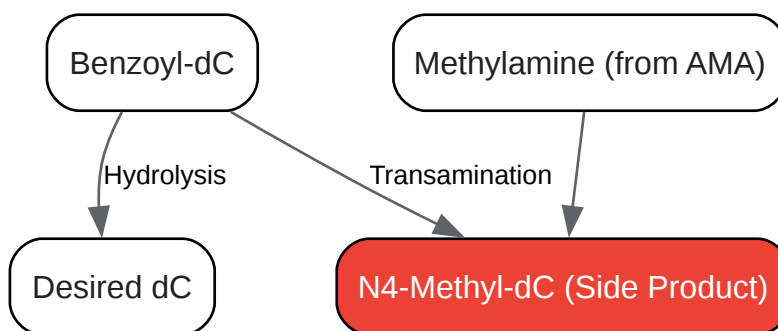 Benzoyl-dC
Methylamine (from AMA)
Hydrolysis
Transamination
Desired dC
N4-Methyl-dC (Side Product)